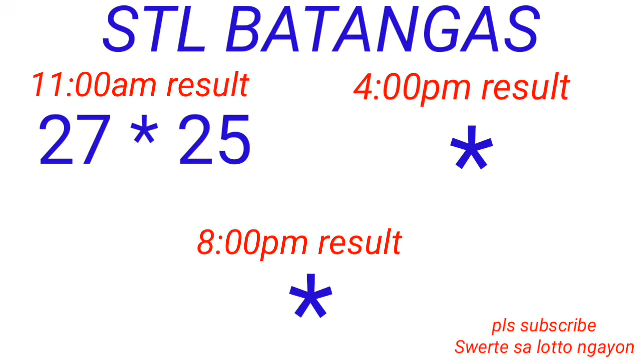 STL BATANGAS
11:00am result
27 * 25
4:00pm result
*
8:00pm result
*
pls subscribe
Swerte sa lotto ngayon